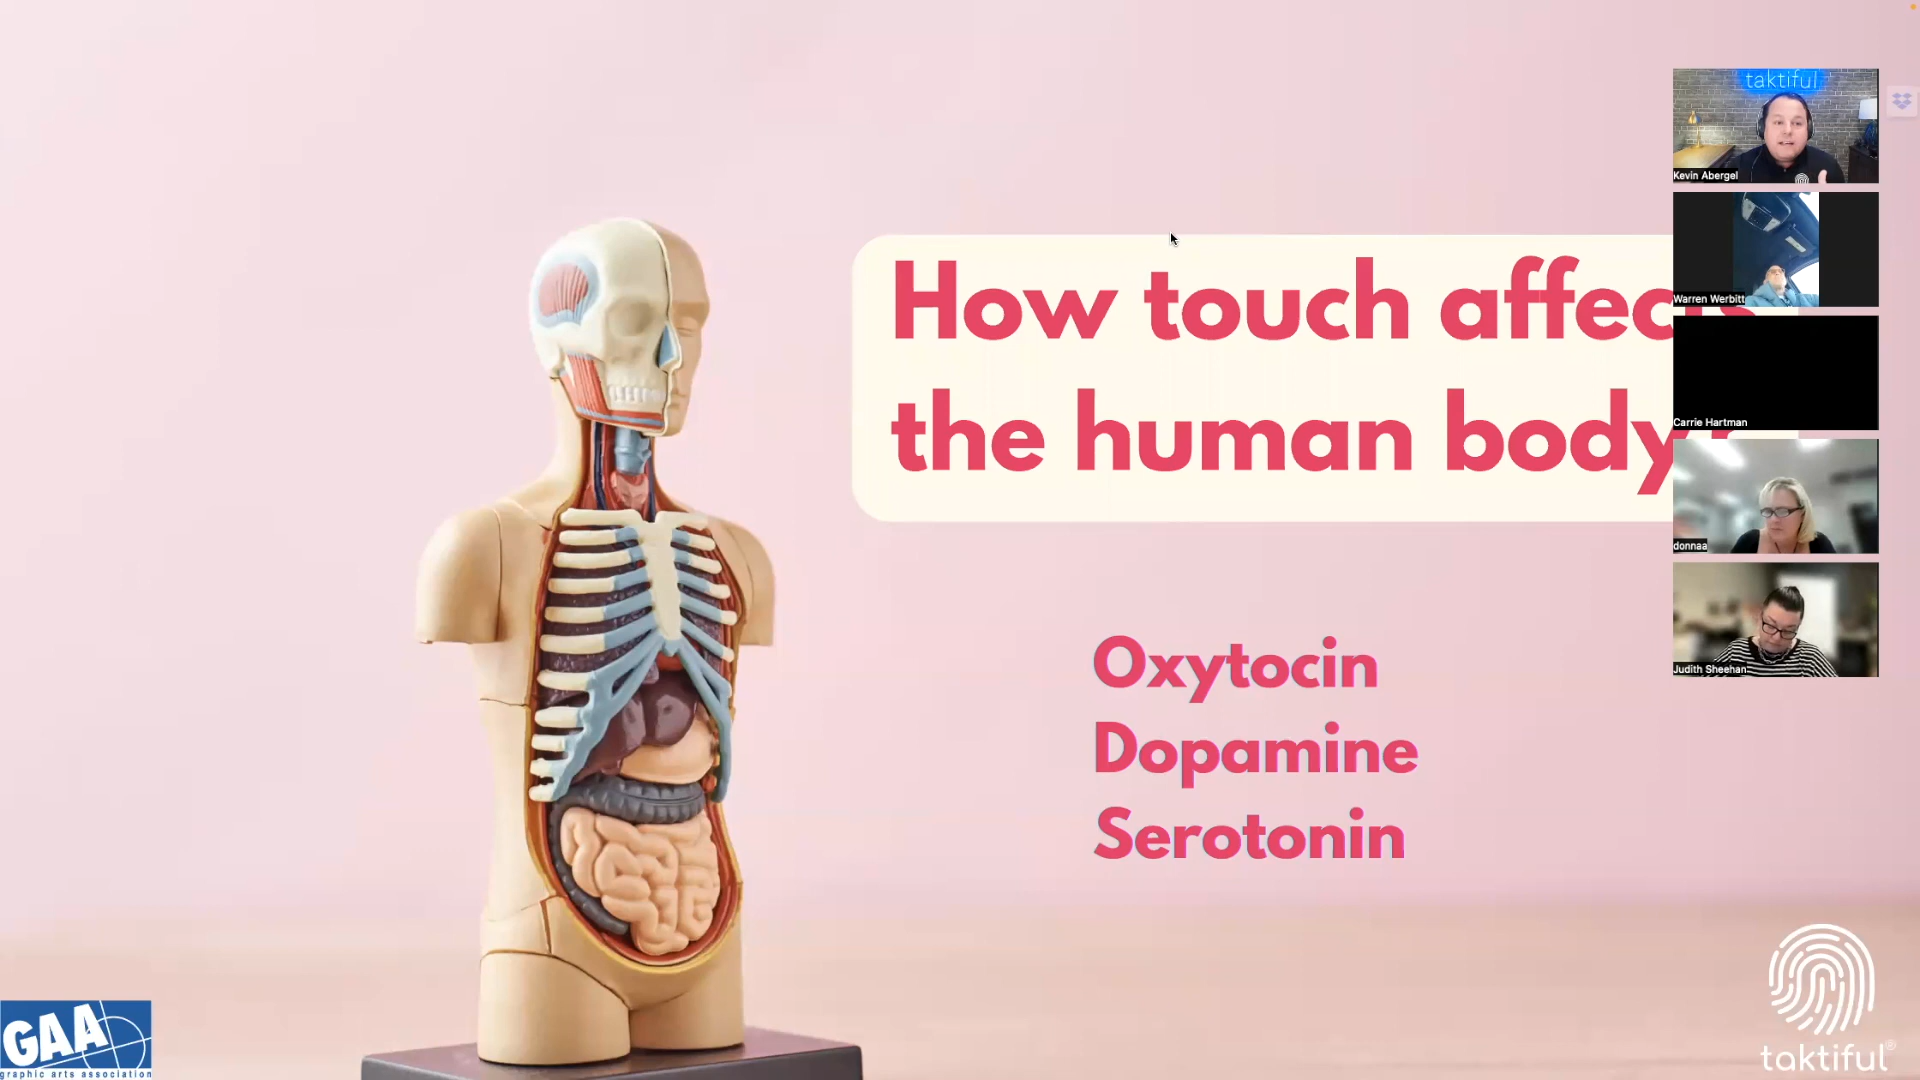 taktiful
Kevin Abergel
Warren Werbitt
How touch affects
the human body
Carrie Hartman
donnaa
Judith Sheehan
Oxytocin
Dopamine
Serotonin
GAA
graphic arts association
taktiful®